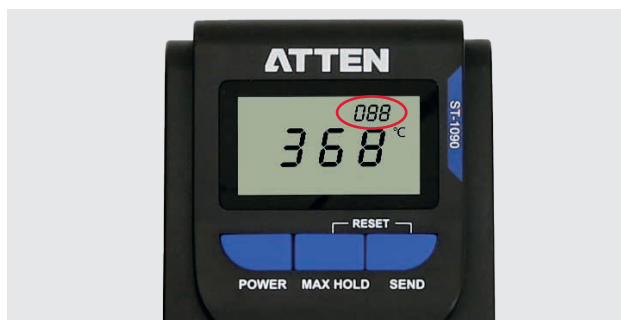 ATTEN
088
368 °C
ST-1090
RESET
POWER MAX HOLD SEND